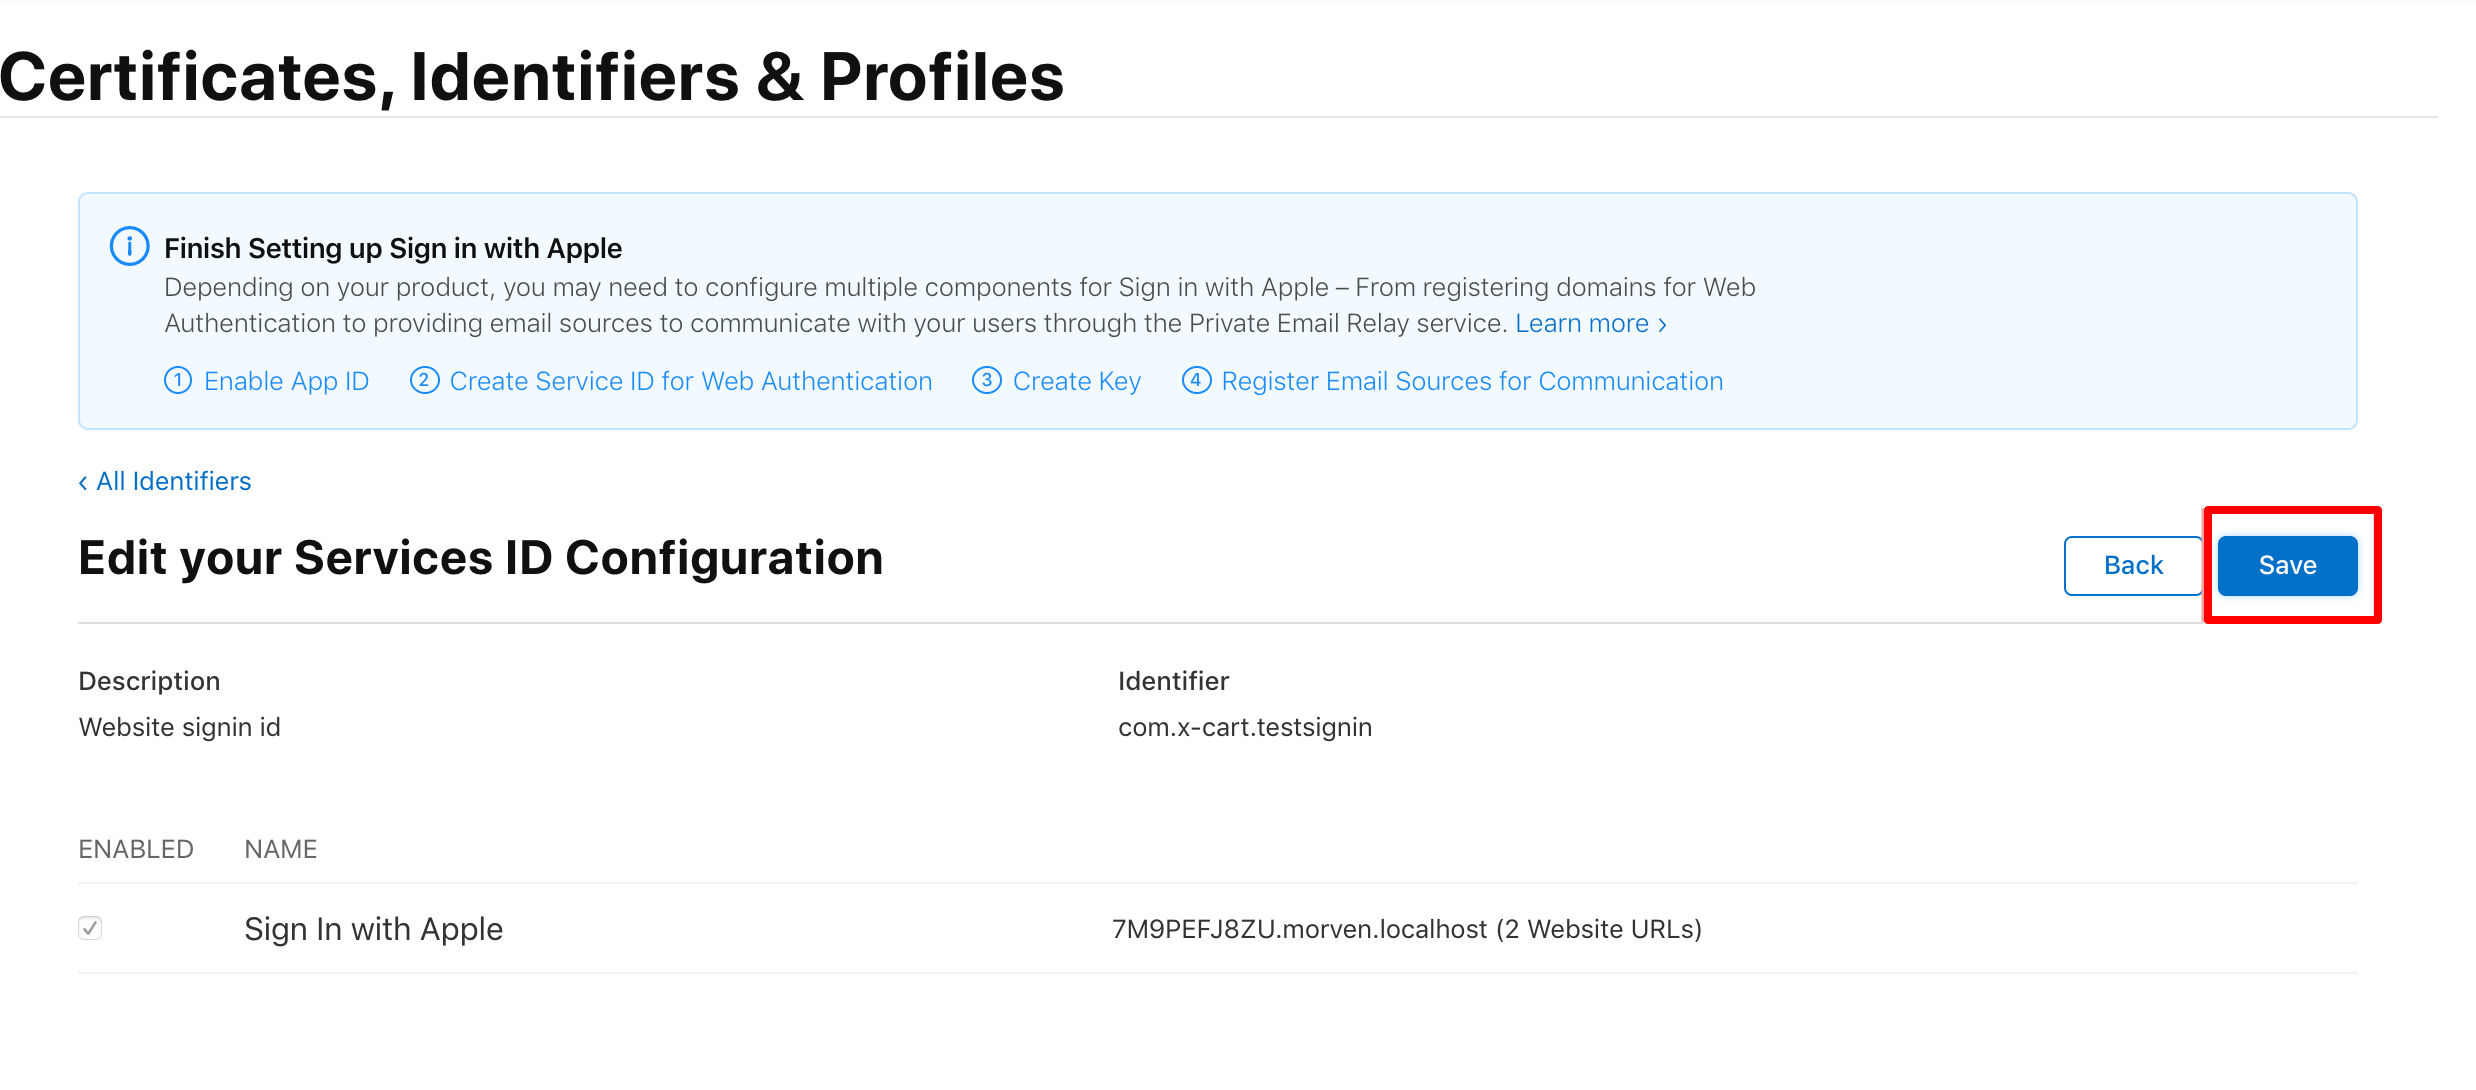 Certificates, Identifiers & Profiles
Finish Setting up Sign in with Apple
Depending on your product, you may need to configure multiple components for Sign in with Apple – From registering domains for Web
Authentication to providing email sources to communicate with your users through the Private Email Relay service. Learn more ›
1 Enable App ID 2 Create Service ID for Web Authentication 3 Create Key 4 Register Email Sources for Communication
‹ All Identifiers
Edit your Services ID Configuration
Back Save
Description Identifier
Website signin id com.x-cart.testsignin
ENABLED NAME
Sign In with Apple 7M9PEFJ8ZU.morven.localhost (2 Website URLs)